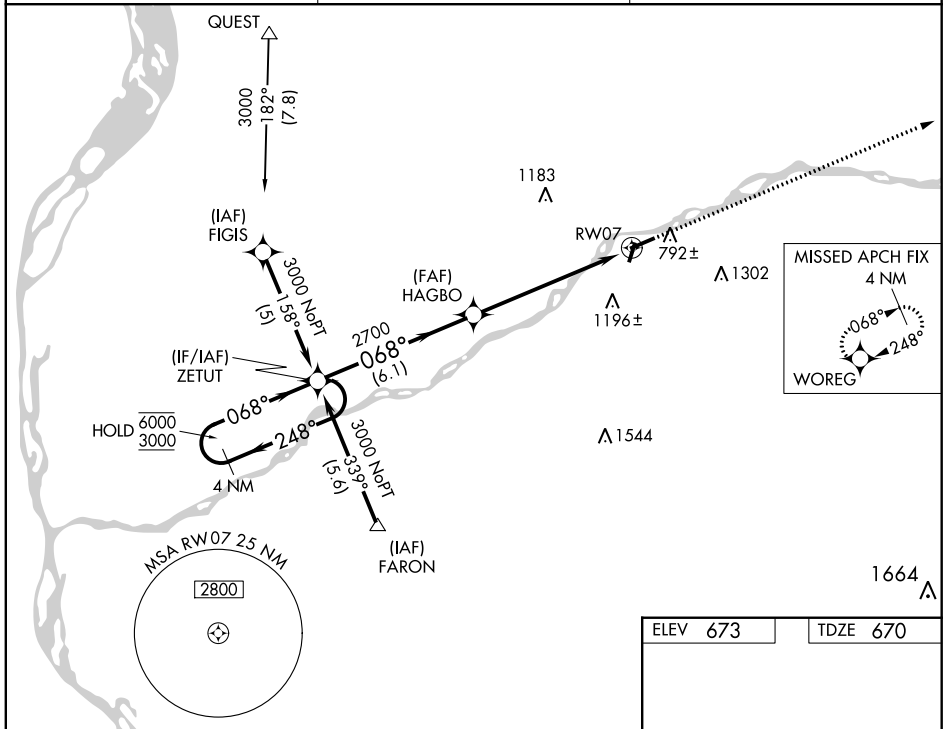 QUEST
3000
182°
(7.8)
1183
(IAF)
FIGIS
3000 NoPT
158°
(5)
RW07
792±
(FAF)
HAGBO
1302
1196±
MISSED APCH FIX
4 NM
068°
248°
WOREG
2700
068°
(6.1)
(IF/IAF)
ZETUT
068°
HOLD 6000
3000
248°
4 NM
3000 NoPT
339°
(5.6)
1544
(IAF)
FARON
MSA RW07 25 NM
2800
1664
ELEV 673
TDZE 670